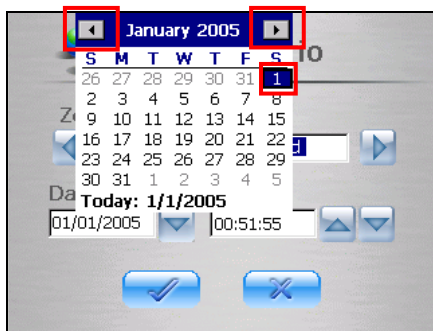 January 2005
IO
S M T W T F S
26 27 28 29 30 31 1
2 3 4 5 6 7 8
Z
9 10 11 12 13 14 15
16 17 18 19 20 21 22
d
23 24 25 26 27 28 29
30 31 1 2 3 4 5
Da
Today: 1/1/2005
01/01/2005
00:51:55